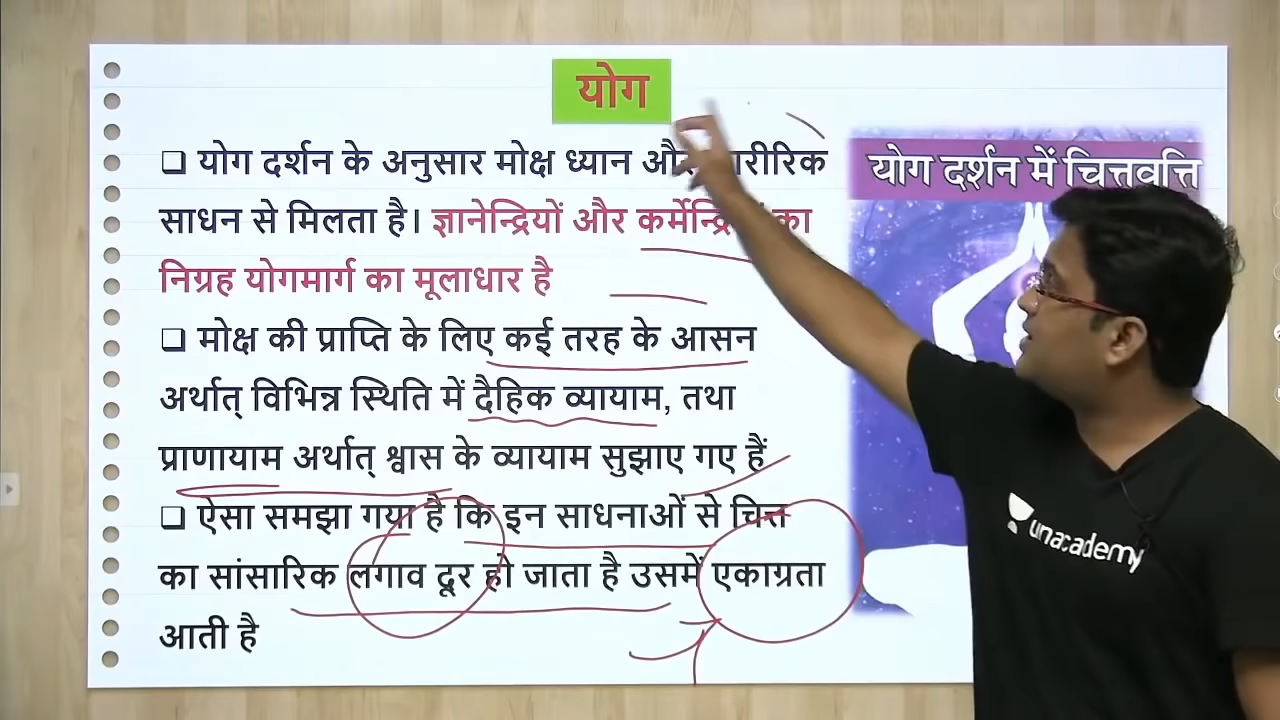 योग
❑ योग दर्शन के अनुसार मोक्ष ध्यान
साधन से मिलता है। ज्ञानेन्द्रियों और का
निग्रह योगमार्ग का मूलाधार है
❑ मोक्ष की प्राप्ति के लिए कई तरह के आसन
अर्थात् विभिन्न स्थिति में दैहिक व्यायाम, तथा
प्राणायाम अर्थात् श्वास के व्यायाम सुझाए गए हैं
❑ ऐसा समझा गया है कि इन साधनाओं से चित्त
का सांसारिक लगाव दूर हो जाता है उसमें एकाग्रता
आती है
योग दर्शन में चित्तवृत्ति
unacademy